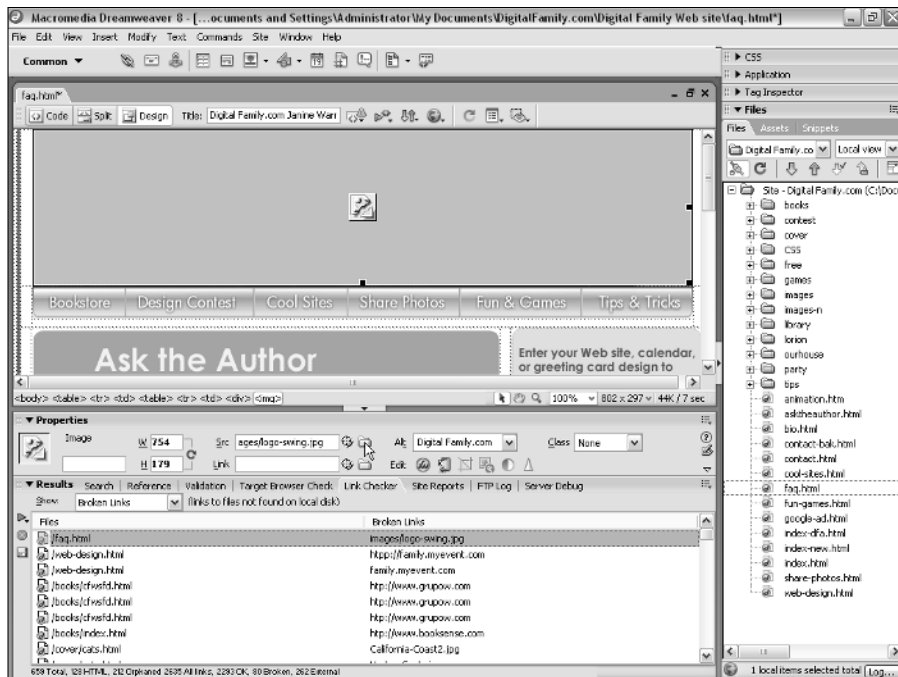 Macromedia Dreamweaver 8 - [...ocuments and Settings\Administrator\My Documents\DigitalFamily.com\Digital Family Web site\faq.html*]
File Edit View Insert Modify Text Commands Site Window Help
Common
faq.html*
Code Split Design Title: Digital Family.com Janine Warr
Bookstore Design Contest Cool Sites Share Photos Fun & Games Tips & Tricks
Ask the Author
Enter your Web site, calendar,
or greeting card design to
<body> <table> <tr> <td> <table> <tr> <td> <div> <img> 100% 802 x 297 44K / 7 sec
Properties
Image W 754 Src ages/logo-swing.jpg Alt Digital Family.com Class None
H 179 Link Edit
Results Search Reference Validation Target Browser Check Link Checker Site Reports FTP Log Server Debug
Show: Broken Links (links to files not found on local disk)
Files Broken Links
/faq.html images/logo-swing.jpg
/web-design.html htpp://family.myevent.com
/web-design.html family.myevent.com
/books/cfwsfd.html htp://www.grupow.com
/books/cfwsfd.html htp://www.grupow.com
/books/cfwsfd.html htp://www.grupow.com
/books/index.html htp://www.booksense.com
/cover/cats.html California-Coast2.jpg
659 Total, 128 HTML, 212 Orphaned 2635 All links, 2293 OK, 80 Broken, 262 External
CSS
Application
Tag Inspector
Files
Files Assets Snippets
Digital Family.co Local view
Site - Digital Family.com (C:\Docu
books
contest
cover
CSS
free
games
images
images-n
library
lorion
ourhouse
party
tips
animation.htm
asktheauthor.html
bio.html
contact-bak.html
contact.html
cool-sites.html
faq.html
fun-games.html
google-ad.html
index-dfa.html
index-new.html
index.html
share-photos.html
web-design.html
1 local items selected total Log...